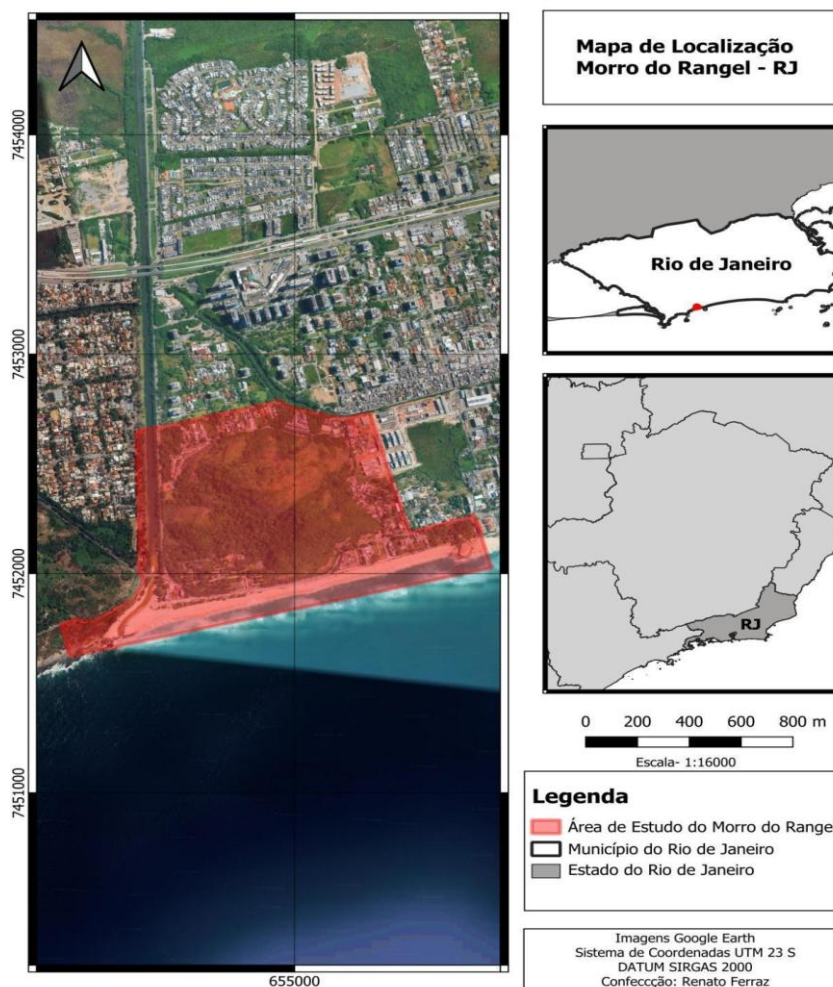 Mapa de Localização
Morro do Rangel - RJ
7454000
7453000
7452000
7451000
655000
Rio de Janeiro
RJ
0 200 400 600 800 m
Escala- 1:16000
Legenda
Área de Estudo do Morro do Rangel
Município do Rio de Janeiro
Estado do Rio de Janeiro
Imagens Google Earth
Sistema de Coordenadas UTM 23 S
DATUM SIRGAS 2000
Confeccção: Renato Ferraz